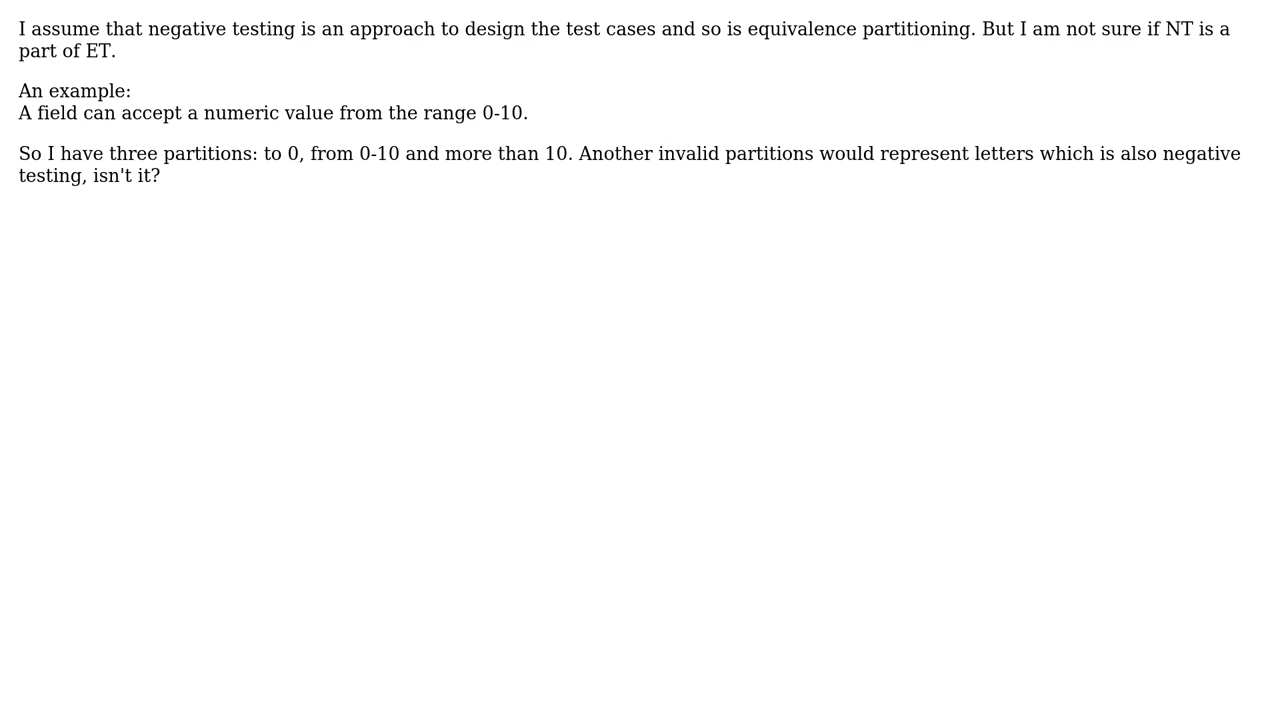 I assume that negative testing is an approach to design the test cases and so is equivalence partitioning. But I am not sure if NT is a
part of ET.
An example:
A field can accept a numeric value from the range 0-10.
So I have three partitions: to 0, from 0-10 and more than 10. Another invalid partitions would represent letters which is also negative
testing, isn't it?